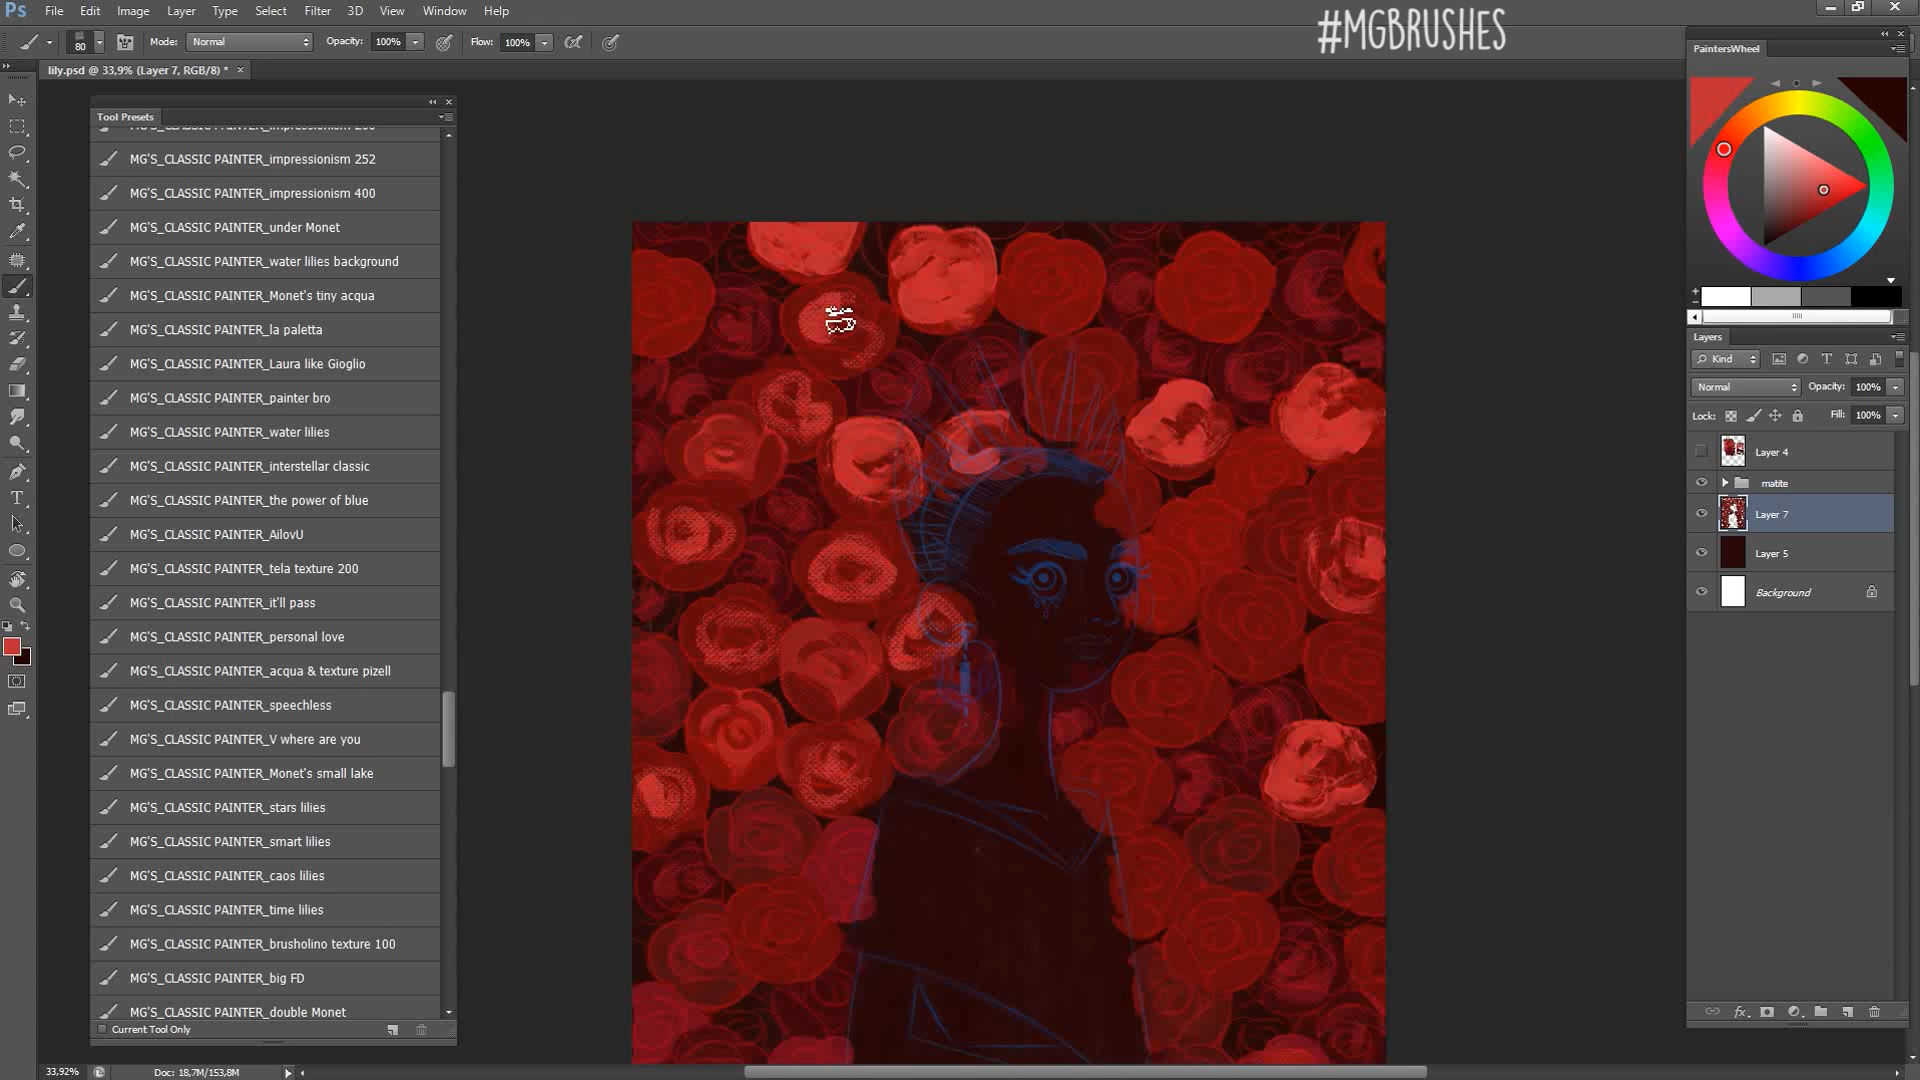 Ps File Edit Image Layer Type Select Filter 3D View Window Help
#MGBRUSHES
80 Mode: Normal Opacity: 100% Flow: 100%
lily.psd @ 33,9% (Layer 7, RGB/8) *
Tool Presets
MG'S_CLASSIC PAINTER_impressionism 200
MG'S_CLASSIC PAINTER_impressionism 252
MG'S_CLASSIC PAINTER_impressionism 400
MG'S_CLASSIC PAINTER_under Monet
MG'S_CLASSIC PAINTER_water lilies background
MG'S_CLASSIC PAINTER_Monet's tiny acqua
MG'S_CLASSIC PAINTER_la paletta
MG'S_CLASSIC PAINTER_Laura like Gioglio
MG'S_CLASSIC PAINTER_painter bro
MG'S_CLASSIC PAINTER_water lilies
MG'S_CLASSIC PAINTER_interstellar classic
MG'S_CLASSIC PAINTER_the power of blue
MG'S_CLASSIC PAINTER_AilovU
MG'S_CLASSIC PAINTER_tela texture 200
MG'S_CLASSIC PAINTER_it'll pass
MG'S_CLASSIC PAINTER_personal love
MG'S_CLASSIC PAINTER_acqua & texture pizell
MG'S_CLASSIC PAINTER_speechless
MG'S_CLASSIC PAINTER_V where are you
MG'S_CLASSIC PAINTER_Monet's small lake
MG'S_CLASSIC PAINTER_stars lilies
MG'S_CLASSIC PAINTER_smart lilies
MG'S_CLASSIC PAINTER_caos lilies
MG'S_CLASSIC PAINTER_time lilies
MG'S_CLASSIC PAINTER_brusholino texture 100
MG'S_CLASSIC PAINTER_big FD
MG'S_CLASSIC PAINTER_double Monet
Current Tool Only
33,92% Doc: 18,7M/153,8M
PaintersWheel
Layers
Kind
Normal Opacity: 100%
Lock: Fill: 100%
Layer 4
matite
Layer 7
Layer 5
Background